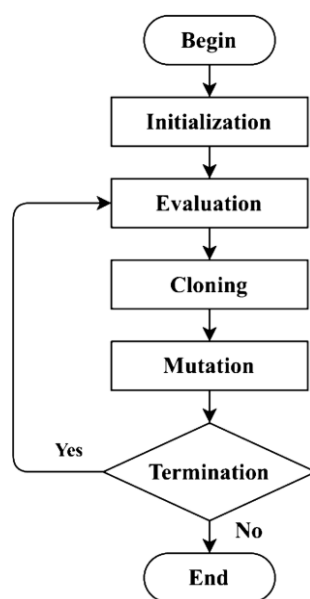 Begin
Initialization
Evaluation
Cloning
Mutation
Yes
Termination
No
End